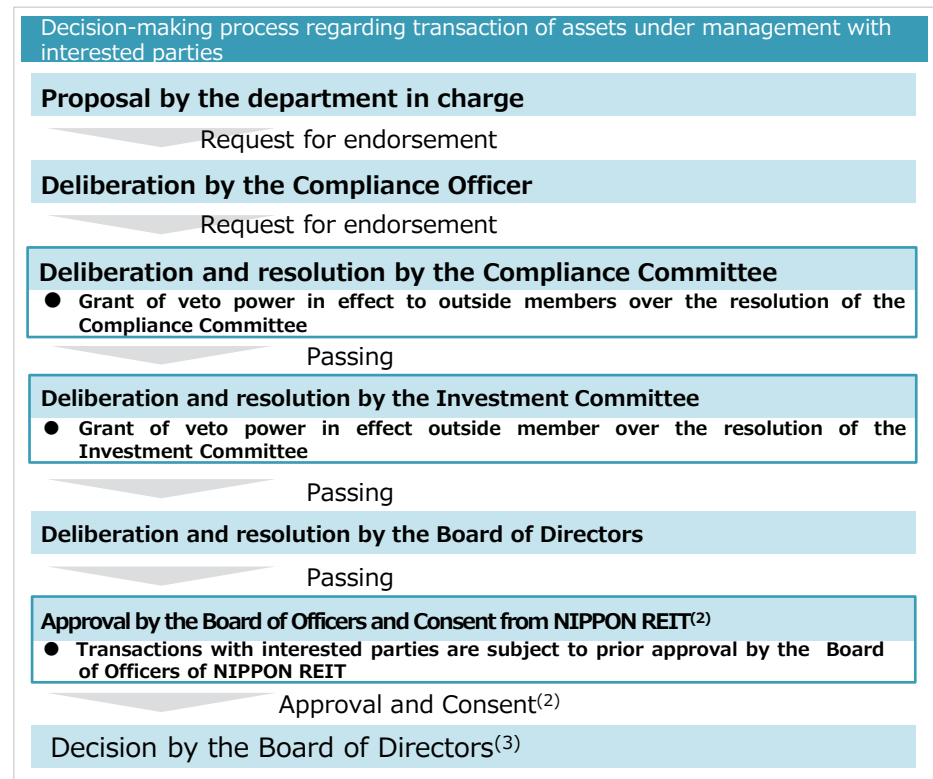 Decision-making process regarding transaction of assets under management with
interested parties
Proposal by the department in charge
Request for endorsement
Deliberation by the Compliance Officer
Request for endorsement
Deliberation and resolution by the Compliance Committee
● Grant of veto power in effect to outside members over the resolution of the
Compliance Committee
Passing
Deliberation and resolution by the Investment Committee
● Grant of veto power in effect outside member over the resolution of the
Investment Committee
Passing
Deliberation and resolution by the Board of Directors
Passing
Approval by the Board of Officers and Consent from NIPPON REIT(2)
● Transactions with interested parties are subject to prior approval by the Board
of Officers of NIPPON REIT
Approval and Consent(2)
Decision by the Board of Directors(3)